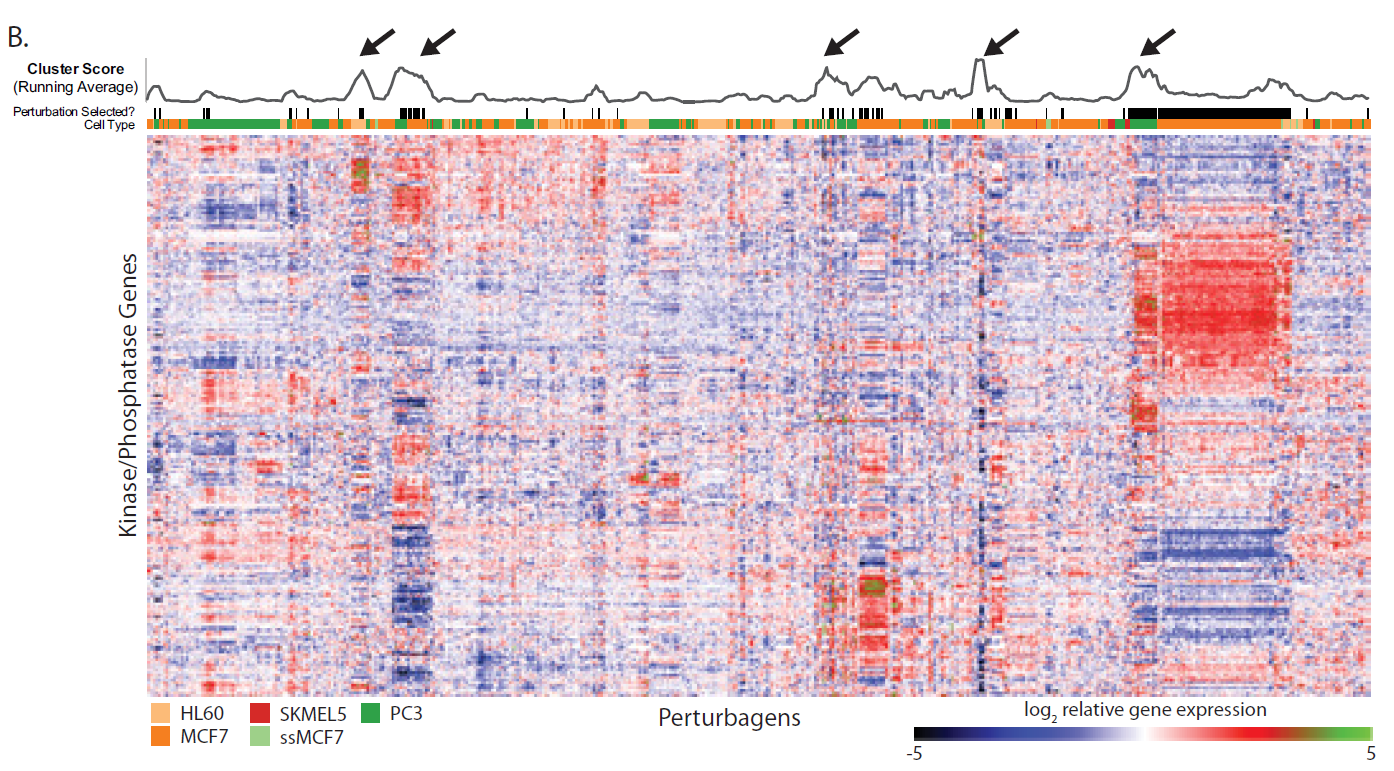 B.
Cluster Score
(Running Average)
Perturbation Selected?
Cell Type
Kinase/Phosphatase Genes
HL60
SKMEL5
PC3
MCF7
ssMCF7
Perturbagens
log2 relative gene expression
-5
5